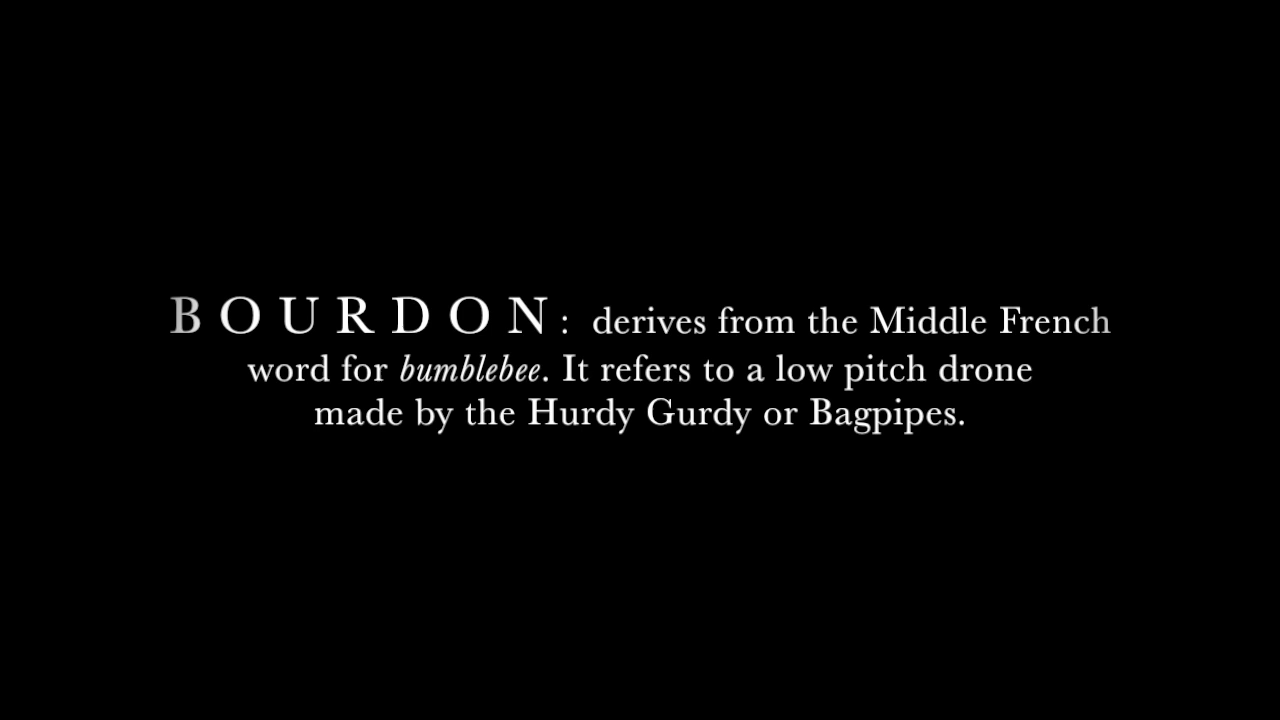 BOURDON: derives from the Middle French
word for bumblebee. It refers to a low pitch drone
made by the Hurdy Gurdy or Bagpipes.